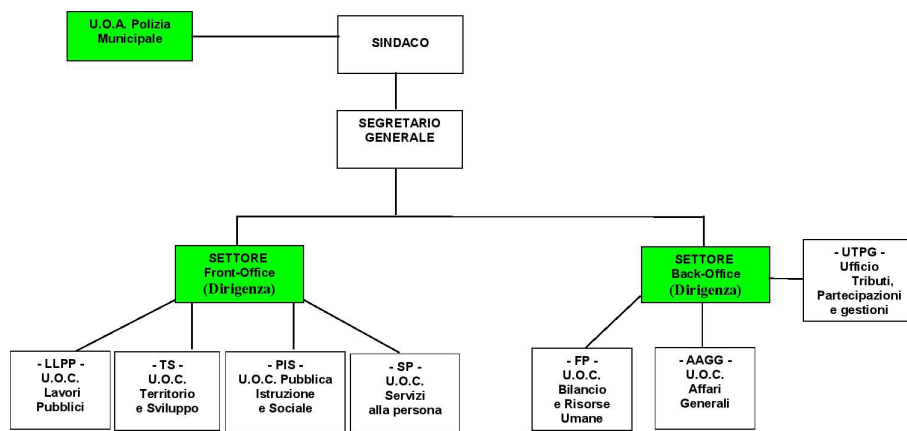 U.O.A. Polizia
Municipale
SINDACO
SEGRETARIO
GENERALE
SETTORE
Front-Office
(Dirigenza)
SETTORE
Back-Office
(Dirigenza)
- UTPG -
Ufficio
Tributi,
Partecipazioni
e gestioni
- LLPP -
U.O.C.
Lavori
Pubblici
- TS -
U.O.C.
Territorio
e Sviluppo
- PIS -
U.O.C. Pubblica
Istruzione
e Sociale
- SP -
U.O.C.
Servizi
alla persona
- FP -
U.O.C.
Bilancio
e Risorse
Umane
- AAGG -
U.O.C.
Affari
Generali